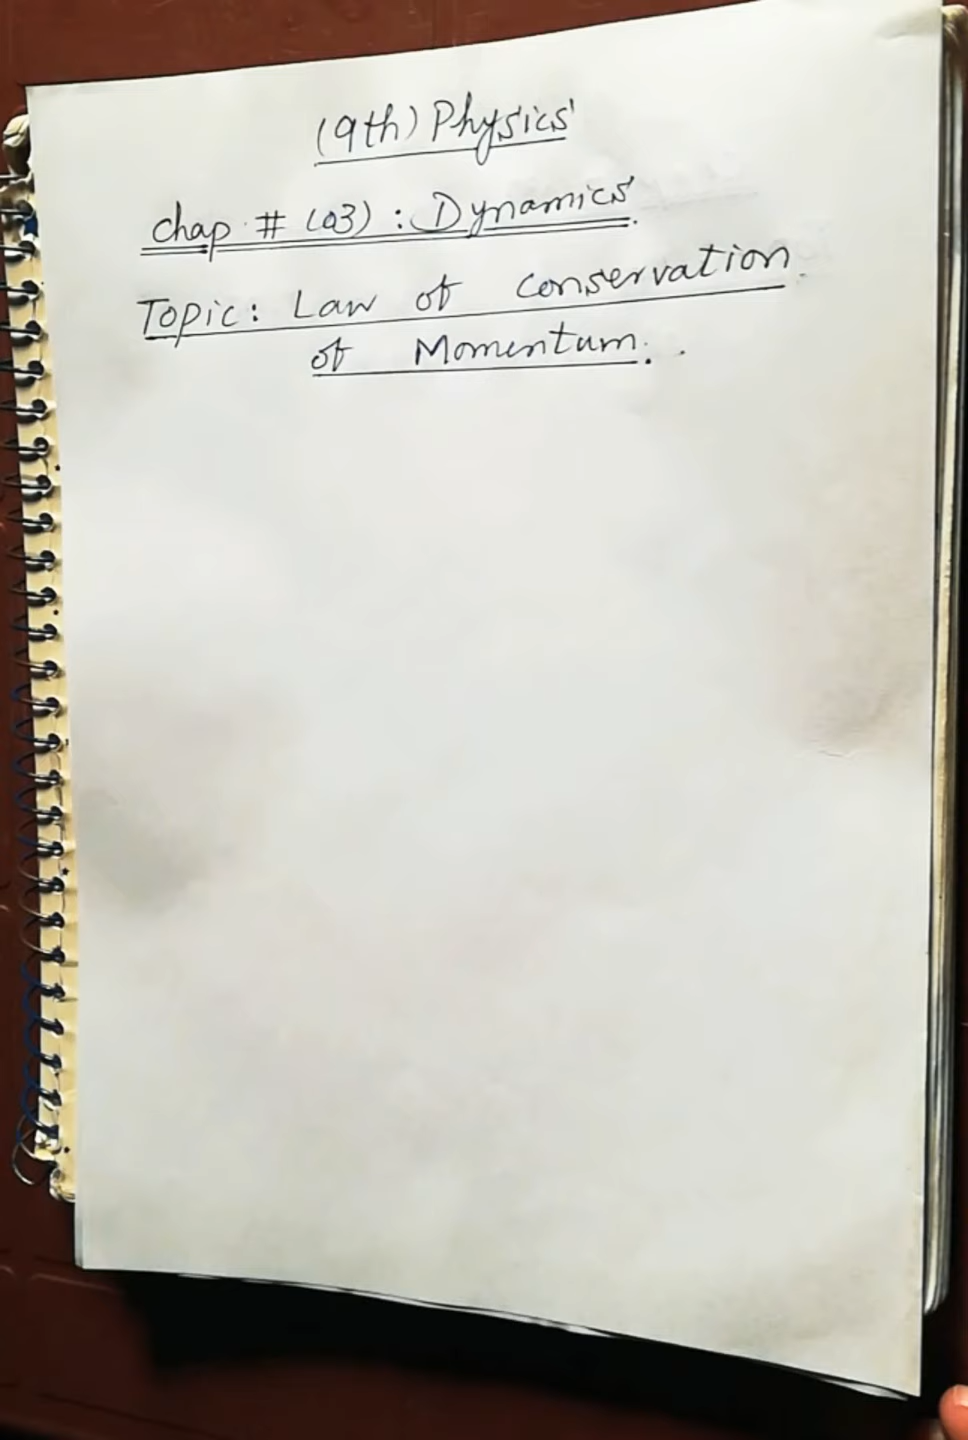 (9th) Physics
chap # (03) : Dynamics.
Topic: Law of conservation
of Momentum.